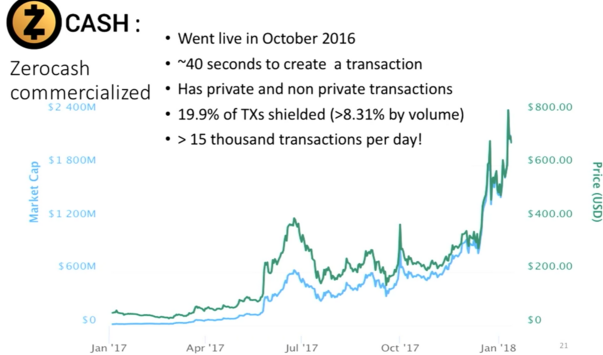 CASH :
Zerocash
commercialized
• Went live in October 2016
• ~40 seconds to create a transaction
• Has private and non private transactions
• 19.9% of TXs shielded (>8.31% by volume)
• > 15 thousand transactions per day!
$2 400M
$1 800M
$1 200M
$600M
$0
Market Cap
$800.00
$600.00
$400.00
$200.00
$0
Price (USD)
Jan '17
Apr '17
Jul '17
Oct '17
Jan '18
21